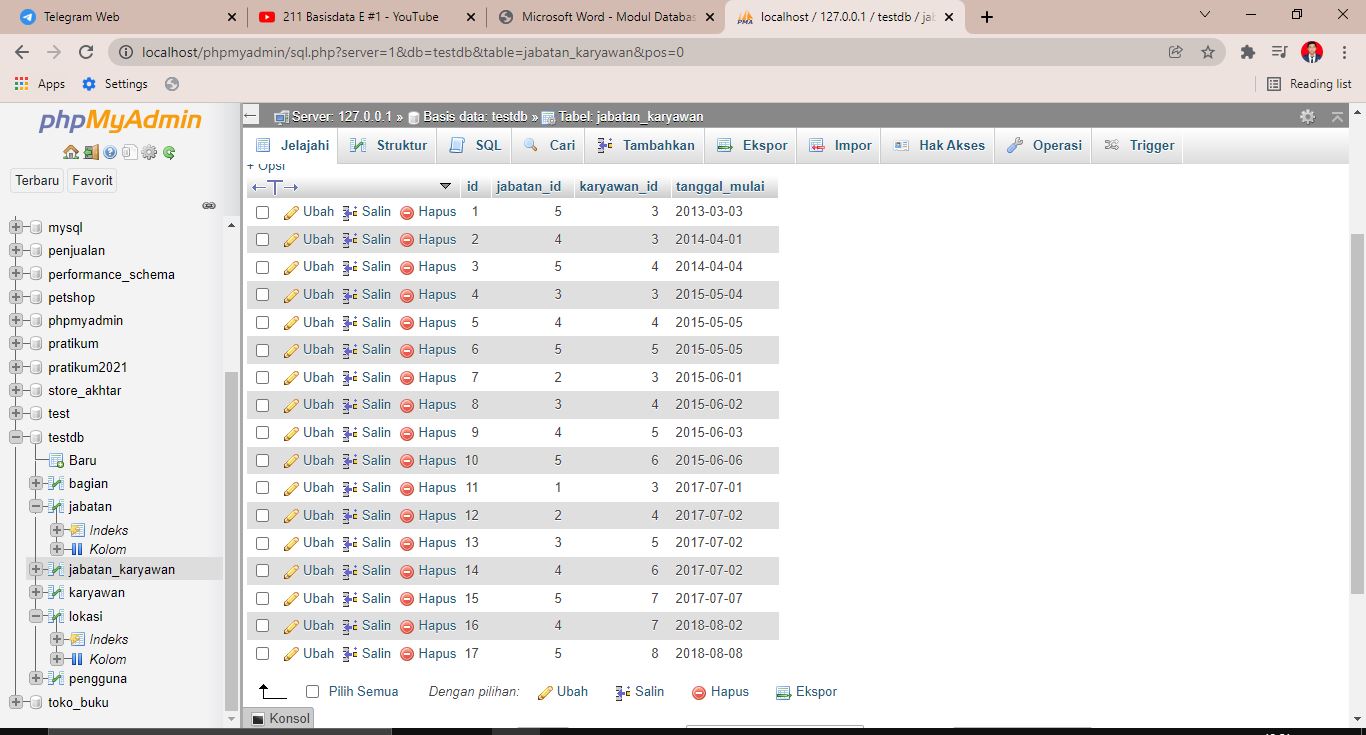 Telegram Web
211 Basisdata E #1 - YouTube
Microsoft Word - Modul Databas
localhost / 127.0.0.1 / testdb / jab
localhost/phpmyadmin/sql.php?server=1&db=testdb&table=jabatan_karyawan&pos=0
Apps
Settings
Reading list
phpMyAdmin
Terbaru
Favorit
mysql
penjualan
performance_schema
petshop
phpmyadmin
pratikum
pratikum2021
store_akhtar
test
testdb
Baru
bagian
jabatan
Indeks
Kolom
jabatan_karyawan
karyawan
lokasi
Indeks
Kolom
pengguna
toko_buku
Server: 127.0.0.1 » Basis data: testdb » Tabel: jabatan_karyawan
Jelajahi Struktur SQL Cari Tambahkan Ekspor Impor Hak Akses Operasi Trigger
+ Opsi
id jabatan_id karyawan_id tanggal_mulai
Ubah Salin Hapus 1 5 3 2013-03-03
Ubah Salin Hapus 2 4 3 2014-04-01
Ubah Salin Hapus 3 5 4 2014-04-04
Ubah Salin Hapus 4 3 3 2015-05-04
Ubah Salin Hapus 5 4 4 2015-05-05
Ubah Salin Hapus 6 5 5 2015-05-05
Ubah Salin Hapus 7 2 3 2015-06-01
Ubah Salin Hapus 8 3 4 2015-06-02
Ubah Salin Hapus 9 4 5 2015-06-03
Ubah Salin Hapus 10 5 6 2015-06-06
Ubah Salin Hapus 11 1 3 2017-07-01
Ubah Salin Hapus 12 2 4 2017-07-02
Ubah Salin Hapus 13 3 5 2017-07-02
Ubah Salin Hapus 14 4 6 2017-07-02
Ubah Salin Hapus 15 5 7 2017-07-07
Ubah Salin Hapus 16 4 7 2018-08-02
Ubah Salin Hapus 17 5 8 2018-08-08
Pilih Semua Dengan pilihan: Ubah Salin Hapus Ekspor
Konsol